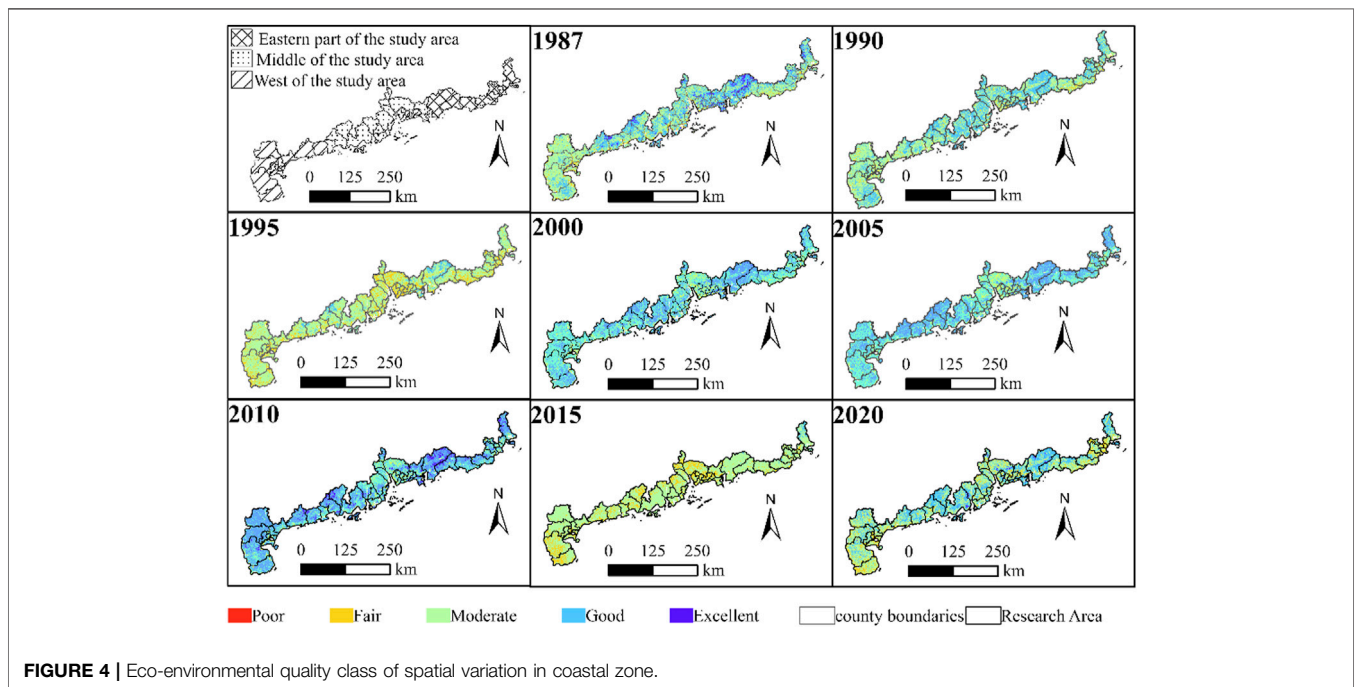 Eastern part of the study area
Middle of the study area
West of the study area
N
0 125 250
km
1987
N
0 125 250
km
1990
N
0 125 250
km
1995
N
0 125 250
km
2000
N
0 125 250
km
2005
N
0 125 250
km
2010
N
0 125 250
km
2015
N
0 125 250
km
2020
N
0 125 250
km
Poor Fair Moderate Good Excellent county boundaries Research Area
FIGURE 4 | Eco-environmental quality class of spatial variation in coastal zone.